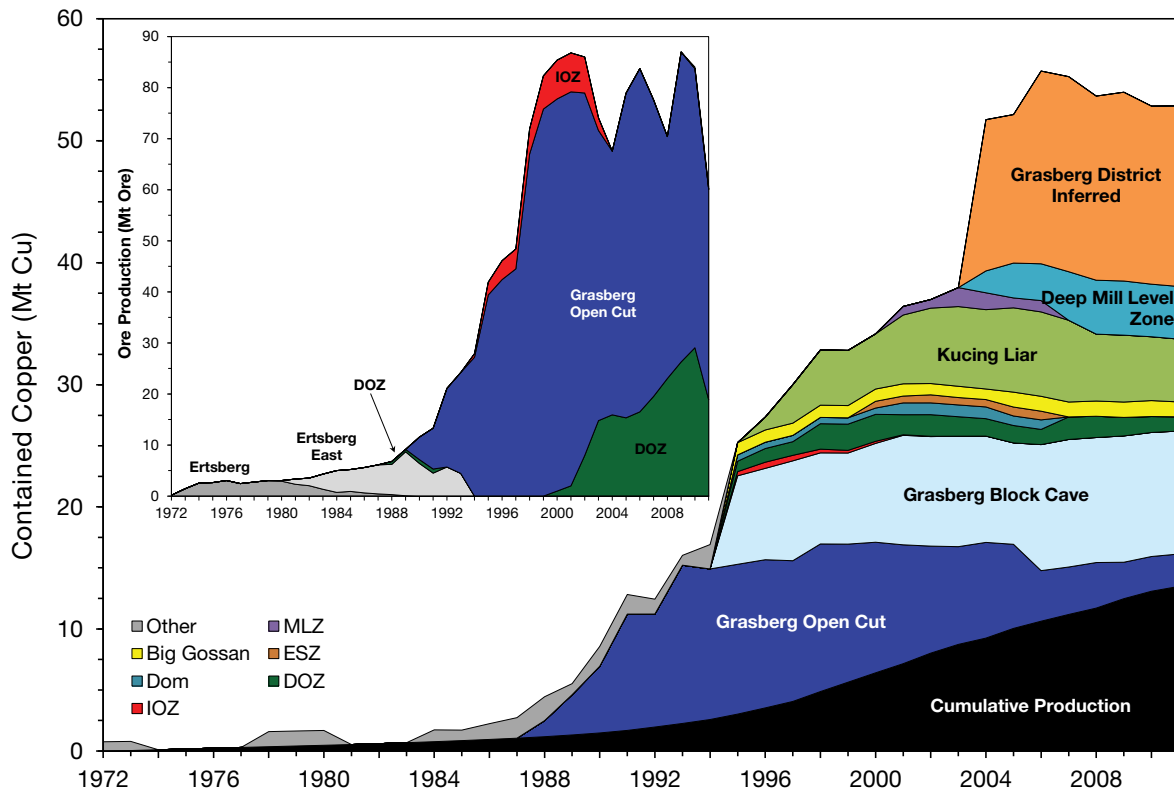 60
50
40
30
20
10
0
Contained Copper (Mt Cu)
90
80
70
60
50
40
30
20
10
0
Ore Production (Mt Ore)
IOZ
Grasberg
Open Cut
DOZ
DOZ
Ertsberg
East
Ertsberg
1972 1976 1980 1984 1988 1992 1996 2000 2004 2008
Grasberg District
Inferred
Deep Mill Level
Zone
Kucing Liar
Grasberg Block Cave
Grasberg Open Cut
Cumulative Production
Other
Big Gossan
Dom
IOZ
MLZ
ESZ
DOZ
1972 1976 1980 1984 1988 1992 1996 2000 2004 2008